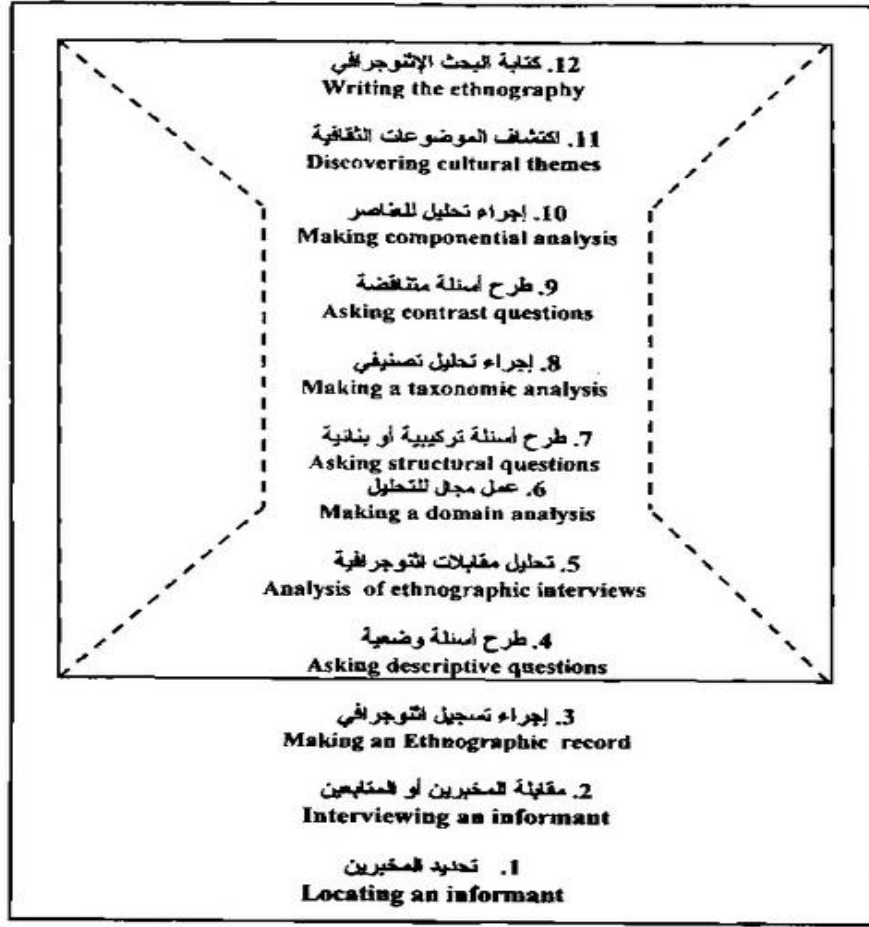 12. كتابة البحث الإثنوجرافي
Writing the ethnography
11. اكتشاف الموضوعات الثقافية
Discovering cultural themes
10. إجراء تحليل للعناصر
Making componential analysis
9. طرح أسئلة متناقضة
Asking contrast questions
8. إجراء تحليل تصنيفي
Making a taxonomic analysis
7. طرح أسئلة تركيبية أو بنائية
Asking structural questions
6. عمل مجال للتحليل
Making a domain analysis
5. تحليل مقابلات اثنوجرافية
Analysis of ethnographic interviews
4. طرح أسئلة وضعية
Asking descriptive questions
3. إجراء تسجيل اثنوجرافي
Making an Ethnographic record
2. مقابلة المخبرين أو المتابعين
Interviewing an informant
1. تحديد المخبرين
Locating an informant